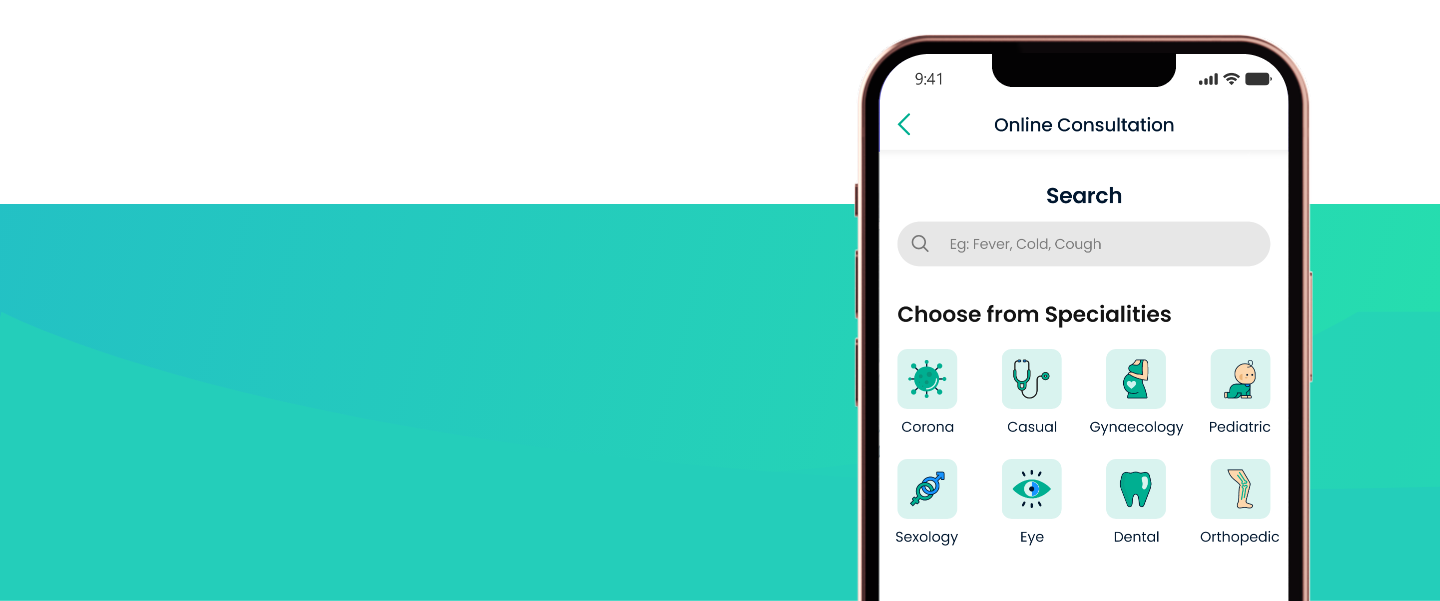 9:41
Online Consultation
Search
Eg: Fever, Cold, Cough
Choose from Specialities
Corona Casual Gynaecology Pediatric
Sexology Eye Dental Orthopedic